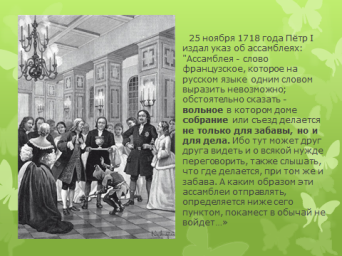 25 ноября 1718 года Пётр I
издал указ об ассамблеях:
"Ассамблея - слово
французское, которое на
русском языке одним словом
выразить невозможно;
обстоятельно сказать -
вольное в котором доме
собрание или съезд делается
не только для забавы, но и
для дела. Ибо тут может друг
друга видеть и о всякой нужде
переговорить, также слышать,
что где делается, при том же и
забава. А каким образом эти
ассамблеи отправлять,
определяется ниже сего
пунктом, покамест в обычай не
войдет…»